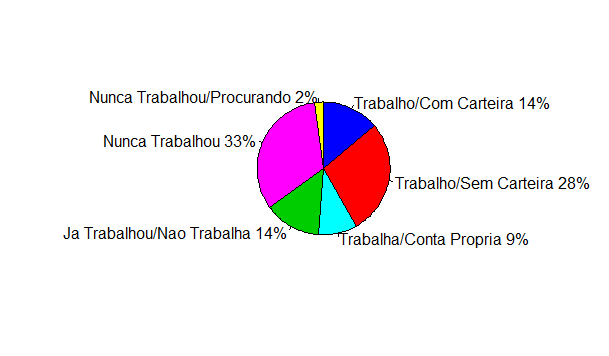 Nunca Trabalhou/Procurando 2%
Trabalho/Com Carteira 14%
Nunca Trabalhou 33%
Trabalho/Sem Carteira 28%
Ja Trabalhou/Nao Trabalha 14%
Trabalha/Conta Propria 9%